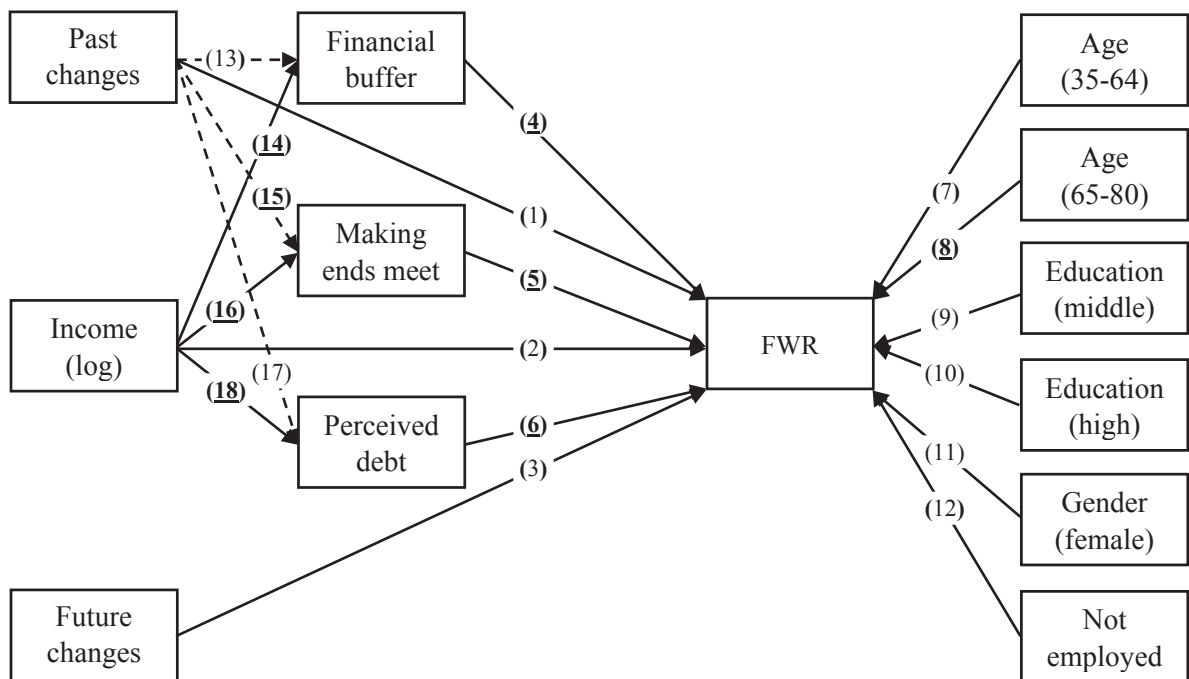 Past
changes
Financial
buffer
Age
(35-64)
(13)
(4)
(14)
Age
(65-80)
(7)
(15)
(1)
Making
ends meet
(8)
(5)
Education
(middle)
(16)
(9)
Income
(log)
(2)
FWR
(10)
(17)
(18)
Education
(high)
Perceived
debt
(6)
(3)
(11)
(12)
Gender
(female)
Future
changes
Not
employed